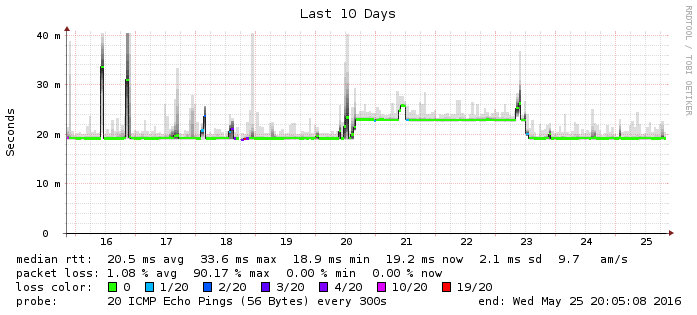 Last 10 Days
RRDTOOL / TOBI OETIKER
Seconds
40 m
30 m
20 m
10 m
0
16 17 18 19 20 21 22 23 24 25
median rtt: 20.5 ms avg 33.6 ms max 18.9 ms min 19.2 ms now 2.1 ms sd 9.7 am/s
packet loss: 1.08 % avg 90.17 % max 0.00 % min 0.00 % now
loss color: 0 1/20 2/20 3/20 4/20 10/20 19/20
probe: 20 ICMP Echo Pings (56 Bytes) every 300s end: Wed May 25 20:05:08 2016